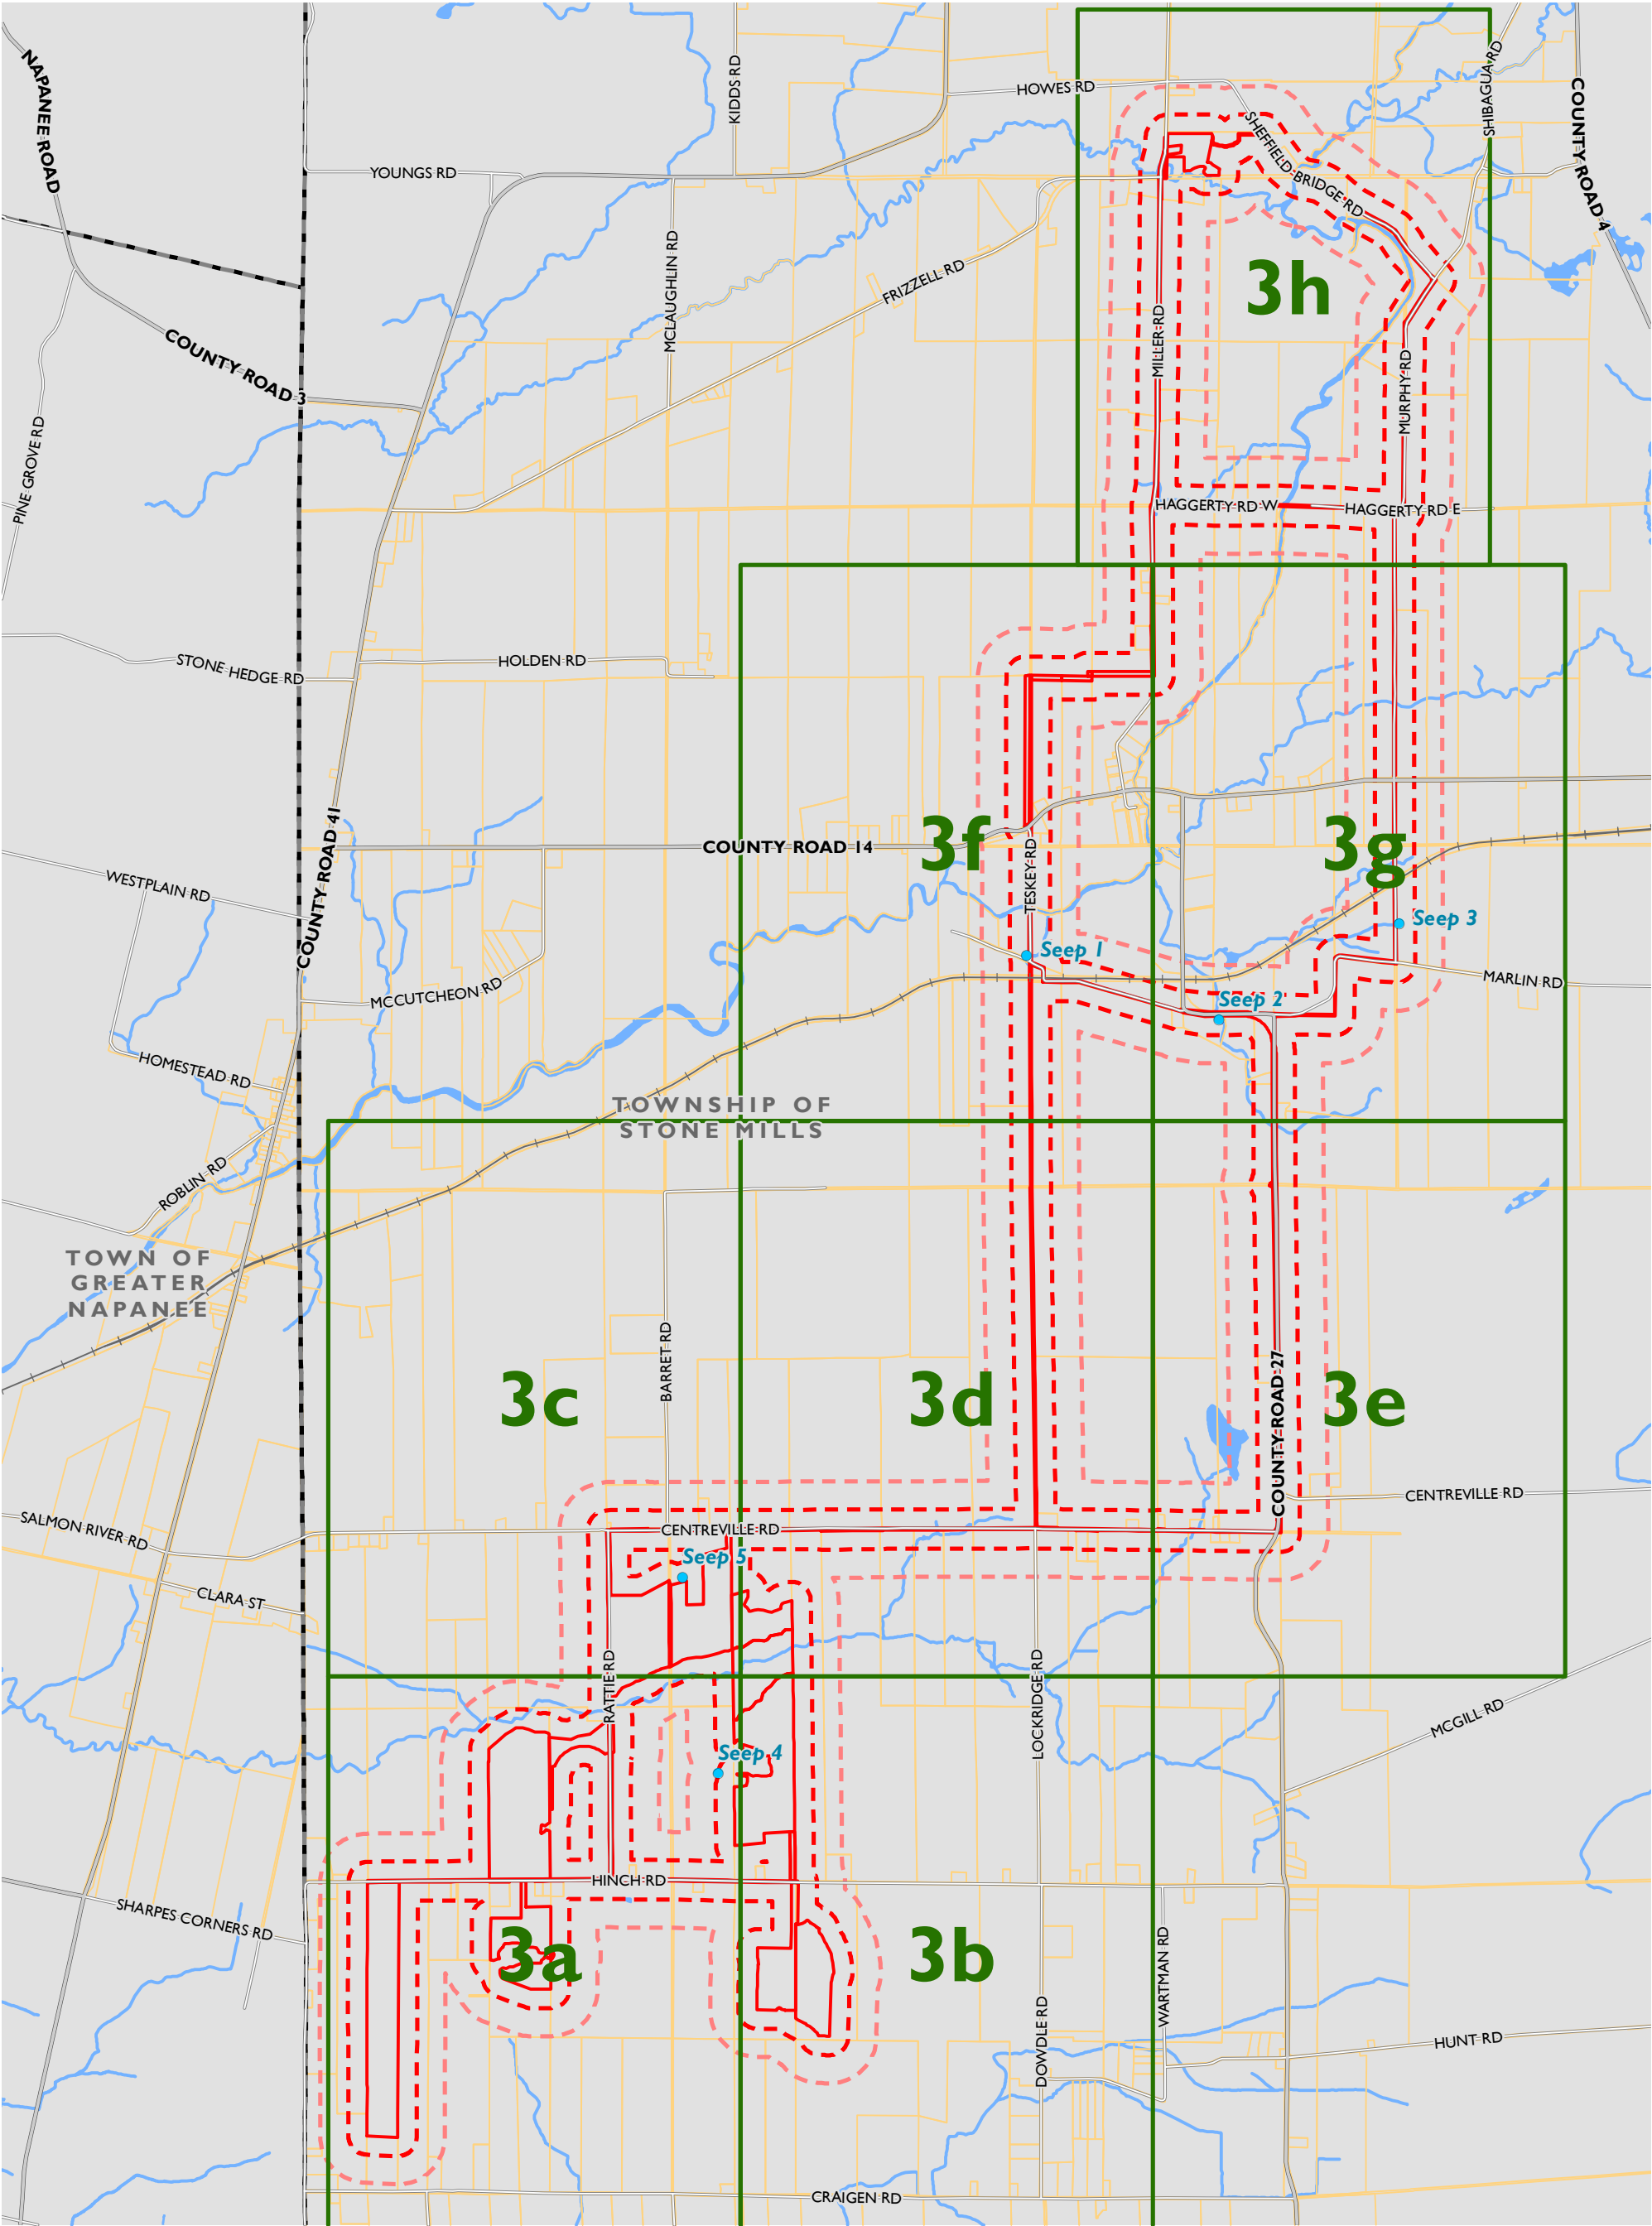 NAPANEE ROAD
KIDDS RD
HOWES RD
SHIBAGUA RD
COUNTY ROAD 4
SHEFFIELD BRIDGE RD
YOUNGS RD
MCLAUGHLIN RD
FRIZZELL RD
3h
MILLER RD
MURPHY RD
COUNTY ROAD 3
PINE GROVE RD
HAGGERTY RD W
HAGGERTY RD E
STONE HEDGE RD
HOLDEN RD
COUNTY ROAD 41
COUNTY ROAD 14
3f
3g
TESKEY RD
WESTPLAIN RD
Seep 3
Seep 1
MARLIN RD
MCCUTCHEON RD
Seep 2
HOMESTEAD RD
TOWNSHIP OF
STONE MILLS
ROBLIN RD
TOWN OF
GREATER
NAPANEE
BARRET RD
3c
3d
3e
COUNTY ROAD 27
CENTREVILLE RD
SALMON RIVER RD
CENTREVILLE RD
Seep 5
CLARA ST
RATTIE RD
LOCKRIDGE RD
MCGILL RD
Seep 4
HINCH RD
SHARPES CORNERS RD
3a
3b
WARTMAN RD
DOWDLE RD
HUNT RD
CRAIGEN RD